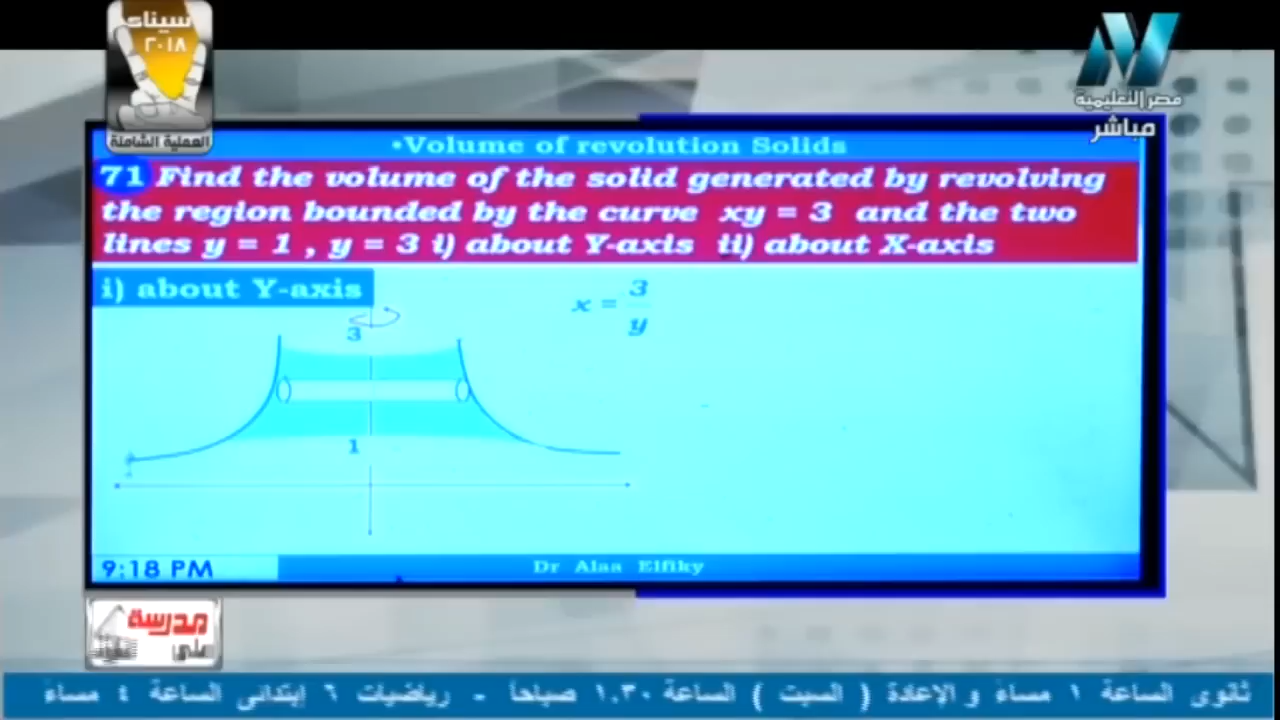 سيناء
٢٠١٨
العملية الشاملة
مصر التعليمية
مباشر
•Volume of revolution Solids
71 Find the volume of the solid generated by revolving
the region bounded by the curve xy = 3 and the two
lines y = 1 , y = 3 i) about Y-axis ii) about X-axis
i) about Y-axis
x = 3/y
3
1
9:18 PM
Dr Alaa Elfiky
مدرسة
على
ثانوى الساعة ١ مساءً و الإعادة ( السبت ) الساعة ١.٣٠ صباحاً - رياضيات ٦ إبتدائى الساعة ٤ مساءً